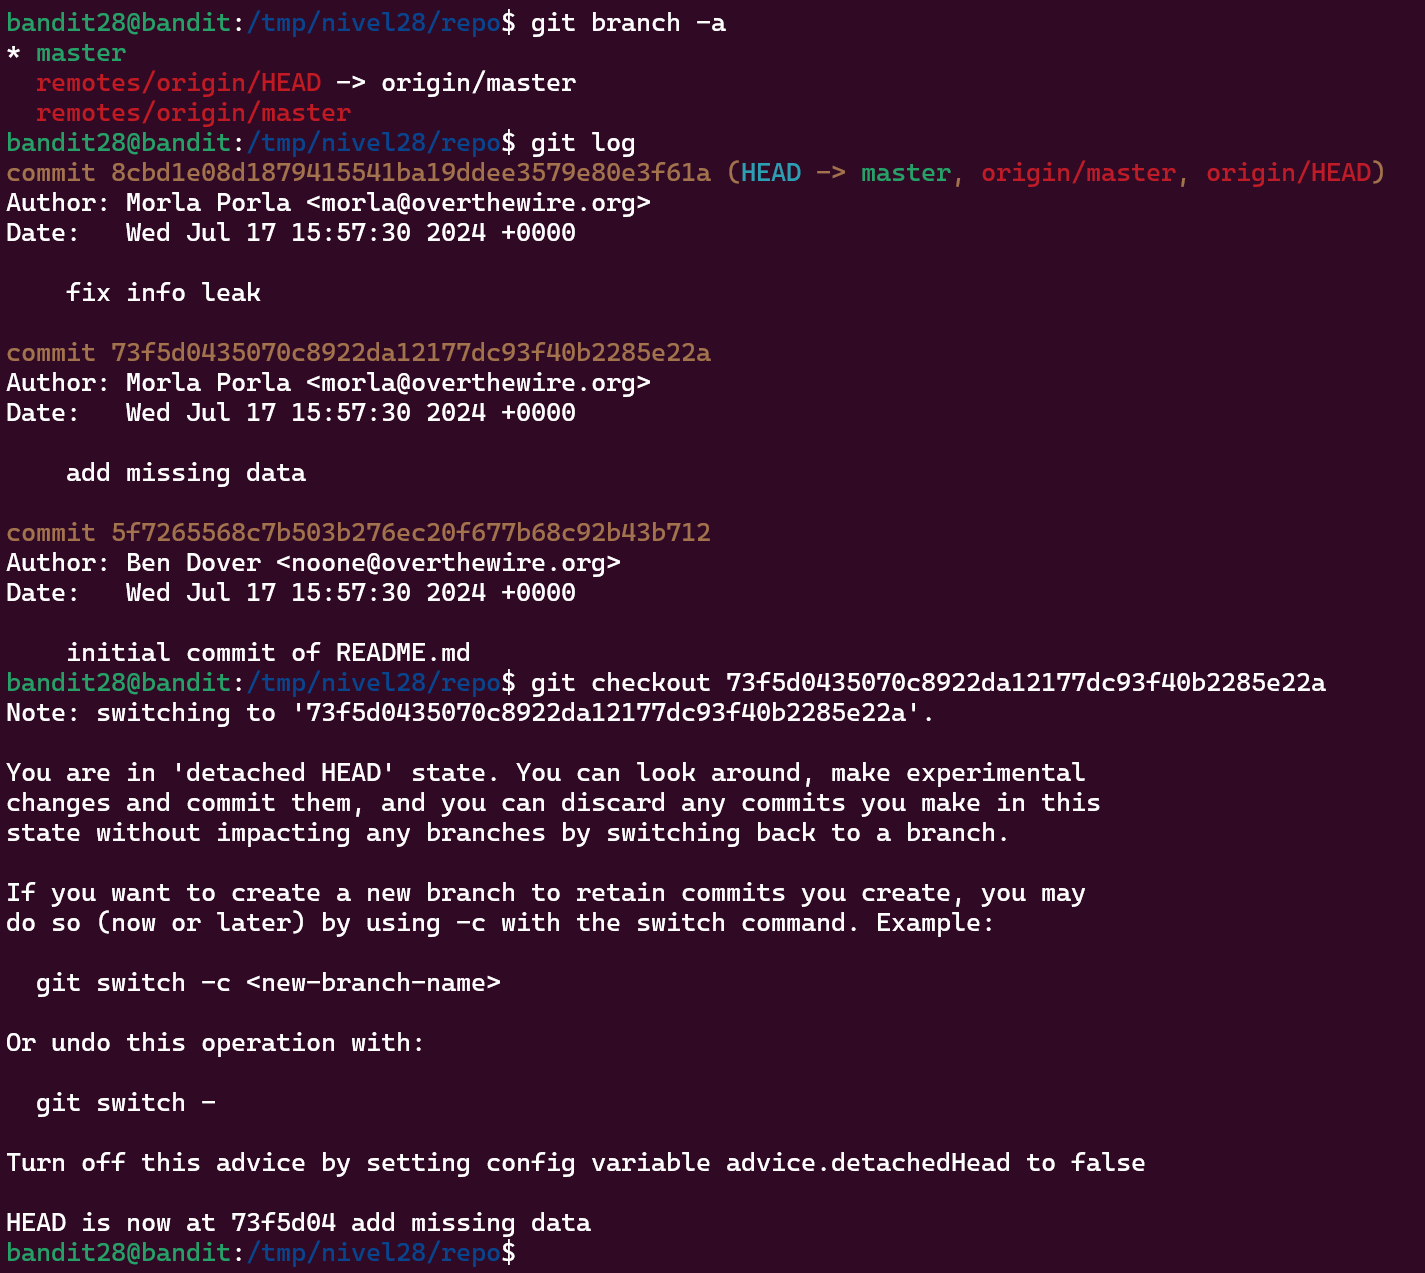 bandit28@bandit:/tmp/nivel28/repo$ git branch -a
* master
  remotes/origin/HEAD -> origin/master
  remotes/origin/master
bandit28@bandit:/tmp/nivel28/repo$ git log
commit 8cbd1e08d1879415541ba19ddee3579e80e3f61a (HEAD -> master, origin/master, origin/HEAD)
Author: Morla Porla <morla@overthewire.org>
Date:   Wed Jul 17 15:57:30 2024 +0000

    fix info leak

commit 73f5d0435070c8922da12177dc93f40b2285e22a
Author: Morla Porla <morla@overthewire.org>
Date:   Wed Jul 17 15:57:30 2024 +0000

    add missing data

commit 5f7265568c7b503b276ec20f677b68c92b43b712
Author: Ben Dover <noone@overthewire.org>
Date:   Wed Jul 17 15:57:30 2024 +0000

    initial commit of README.md
bandit28@bandit:/tmp/nivel28/repo$ git checkout 73f5d0435070c8922da12177dc93f40b2285e22a
Note: switching to '73f5d0435070c8922da12177dc93f40b2285e22a'.

You are in 'detached HEAD' state. You can look around, make experimental
changes and commit them, and you can discard any commits you make in this
state without impacting any branches by switching back to a branch.

If you want to create a new branch to retain commits you create, you may
do so (now or later) by using -c with the switch command. Example:

  git switch -c <new-branch-name>

Or undo this operation with:

  git switch -

Turn off this advice by setting config variable advice.detachedHead to false

HEAD is now at 73f5d04 add missing data
bandit28@bandit:/tmp/nivel28/repo$